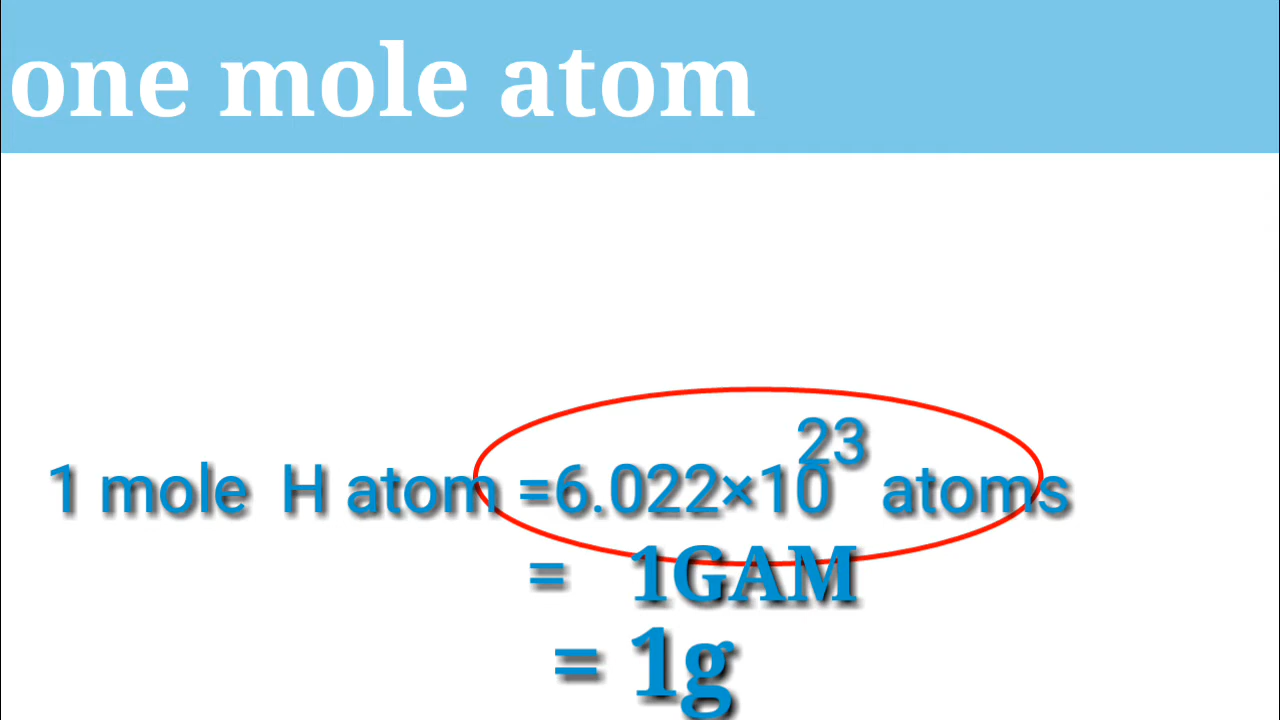 one mole atom
1 mole H atom =6.022×10²³ atoms
= 1GAM
= 1g